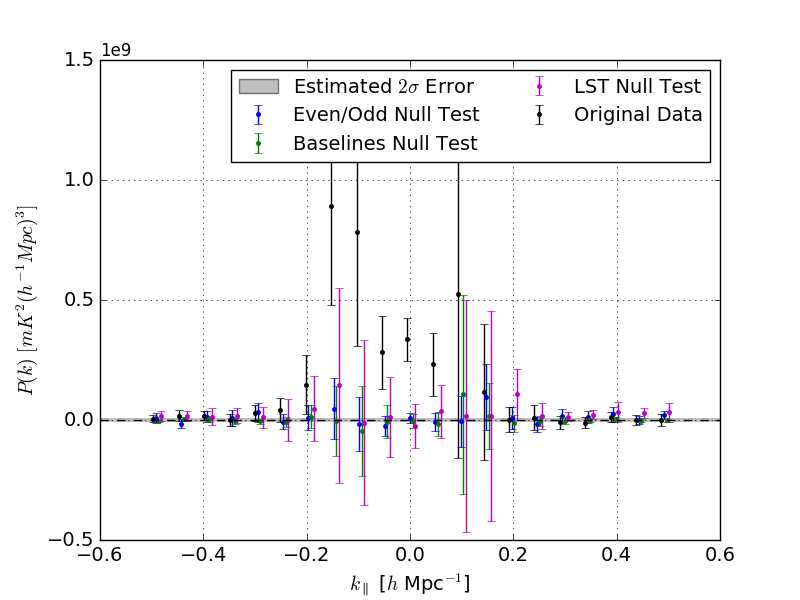 1e9
1.5
1.0
0.5
0.0
−0.5
−0.6
−0.4
−0.2
0.0
0.2
0.4
0.6
P(k) [mK²(h⁻¹Mpc)³]
k∥ [h Mpc⁻¹]
Estimated 2σ Error
Even/Odd Null Test
Baselines Null Test
LST Null Test
Original Data